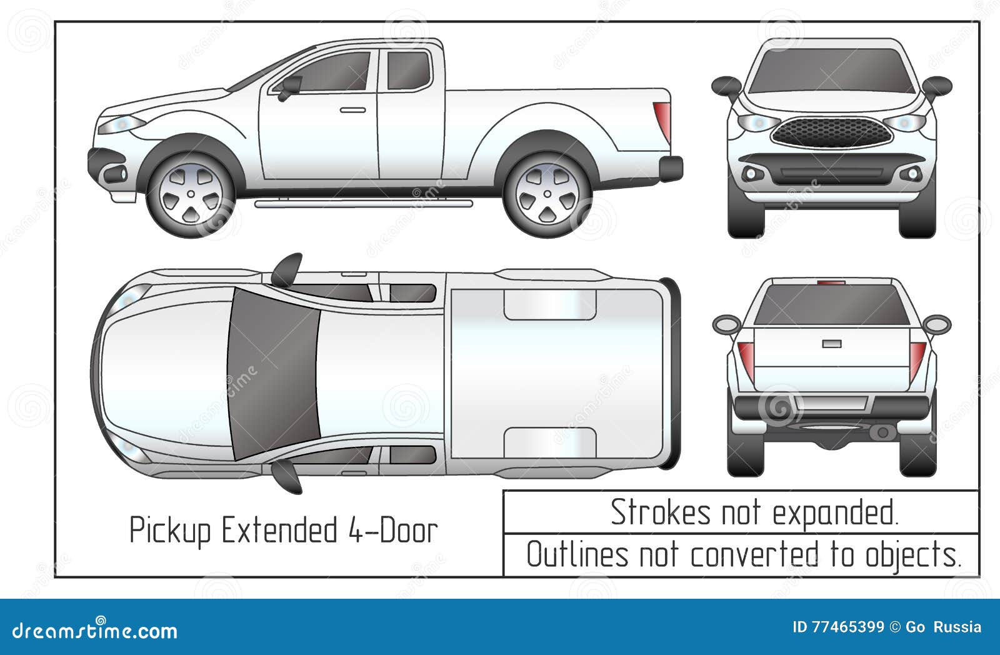 Pickup Extended 4-Door
Strokes not expanded.
Outlines not converted to objects.
dreamstime.com
ID 77465399 © Go Russia